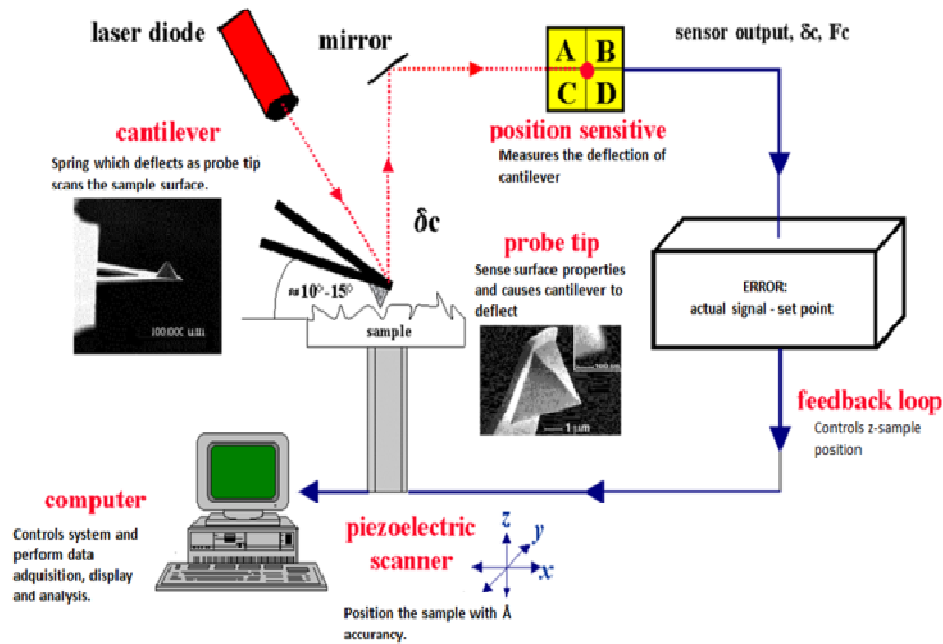 laser diode
mirror
A B
C D
sensor output, δc, Fc
cantilever
Spring which deflects as probe tip
scans the sample surface.
position sensitive
Measures the deflection of
cantilever
δc
probe tip
Sense surface properties
and causes cantilever to
deflect
≈10°-15°
sample
ERROR:
actual signal - set point
1 μm
feedback loop
Controls z-sample
position
computer
Controls system and
perform data
adquisition, display
and analysis.
piezoelectric
scanner
z
y
x
Position the sample with Å
accurancy.